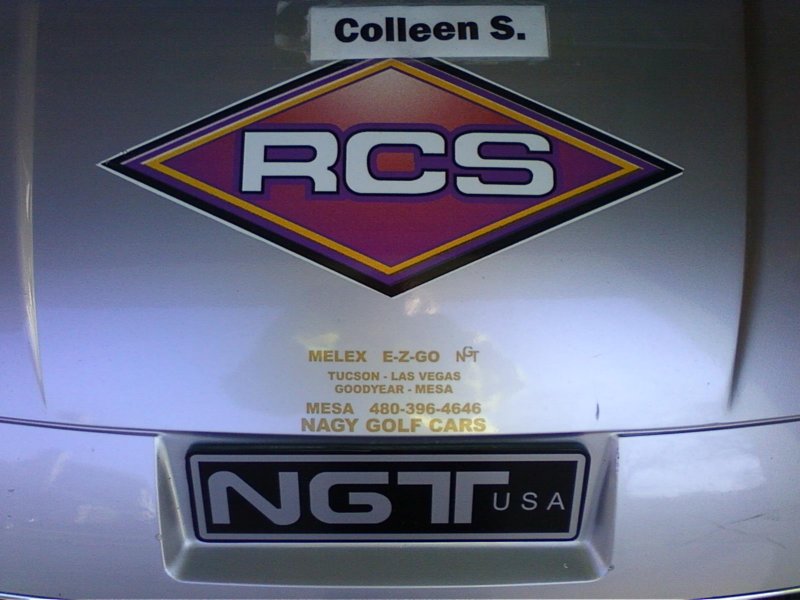 Colleen S.
RCS
MELEX E-Z-GO NGT
TUCSON - LAS VEGAS
GOODYEAR - MESA
MESA 480-396-4646
NAGY GOLF CARS
NGT USA